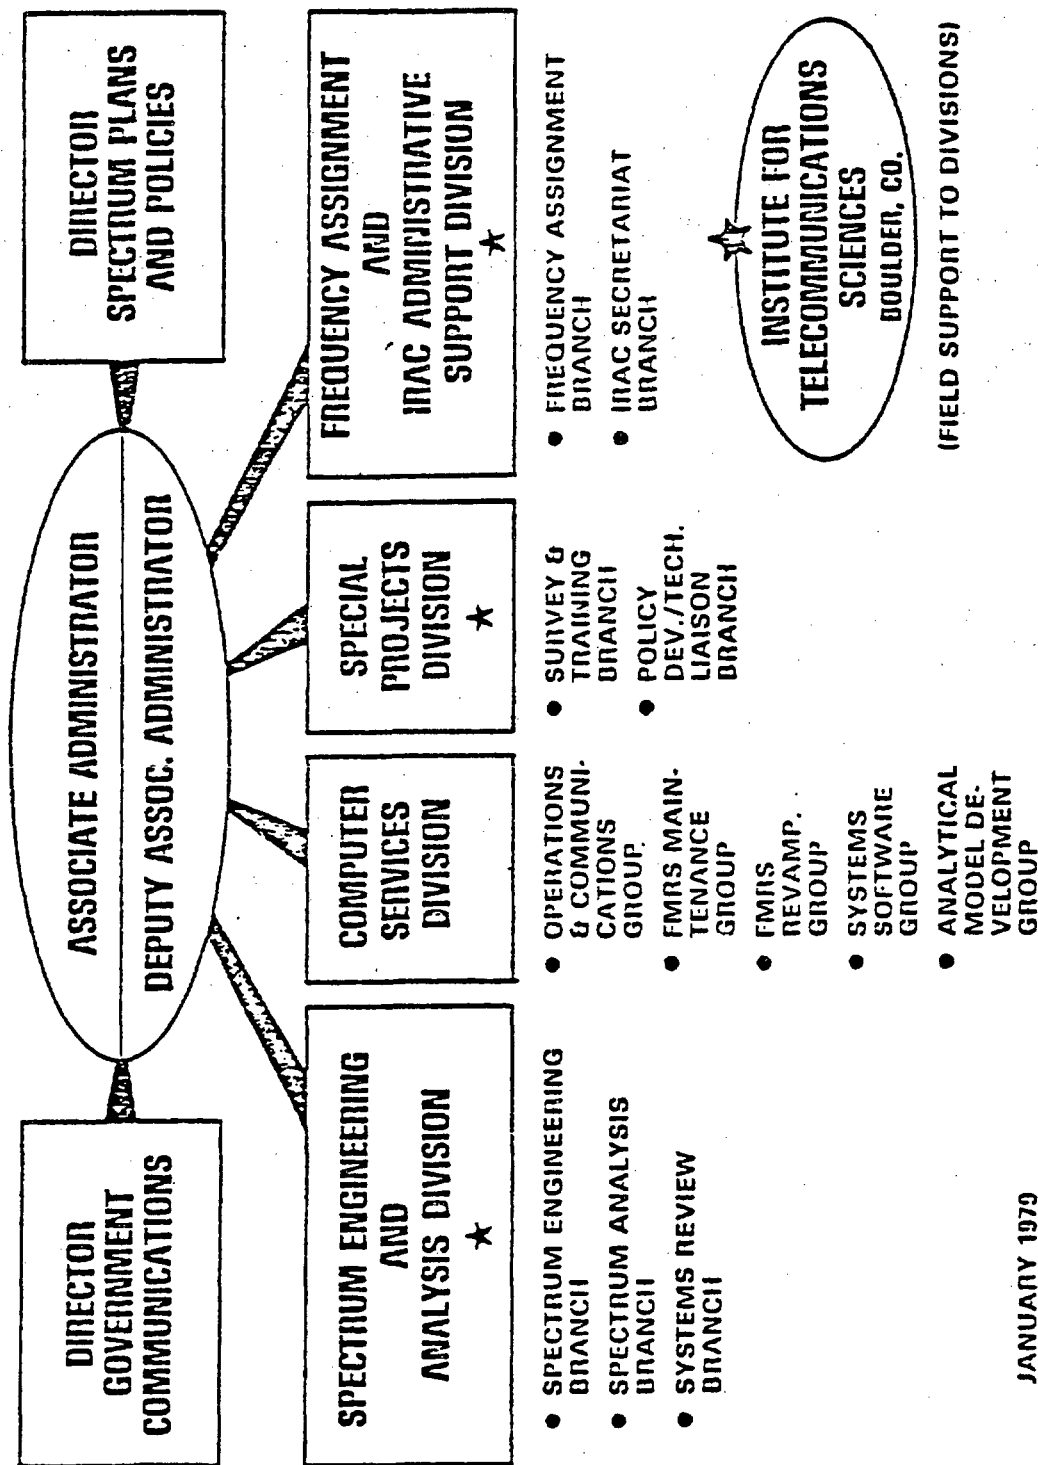 DIRECTOR
GOVERNMENT
COMMUNICATIONS
ASSOCIATE ADMINISTRATOR
DEPUTY ASSOC. ADMINISTRATOR
DIRECTOR
SPECTRUM PLANS
AND POLICIES
SPECTRUM ENGINEERING
AND
ANALYSIS DIVISION
COMPUTER
SERVICES
DIVISION
SPECIAL
PROJECTS
DIVISION
FREQUENCY ASSIGNMENT
AND
IRAC ADMINISTRATIVE
SUPPORT DIVISION
• SPECTRUM ENGINEERING
BRANCH
• SPECTRUM ANALYSIS
BRANCH
• SYSTEMS REVIEW
BRANCH
• OPERATIONS
& COMMUNI-
CATIONS
GROUP.
• FMRS MAIN-
TENANCE
GROUP
• FMRS
REVAMP.
GROUP
• SYSTEMS
SOFTWARE
GROUP
• ANALYTICAL
MODEL DE-
VELOPMENT
GROUP
• SURVEY &
TRAINING
BRANCH
• POLICY
DEV./TECH.
LIAISON
BRANCH
• FREQUENCY ASSIGNMENT
BRANCH
• IRAC SECRETARIAT
BRANCH
INSTITUTE FOR
TELECOMMUNICATIONS
SCIENCES
BOULDER, CO.
(FIELD SUPPORT TO DIVISIONS)
JANUARY 1979